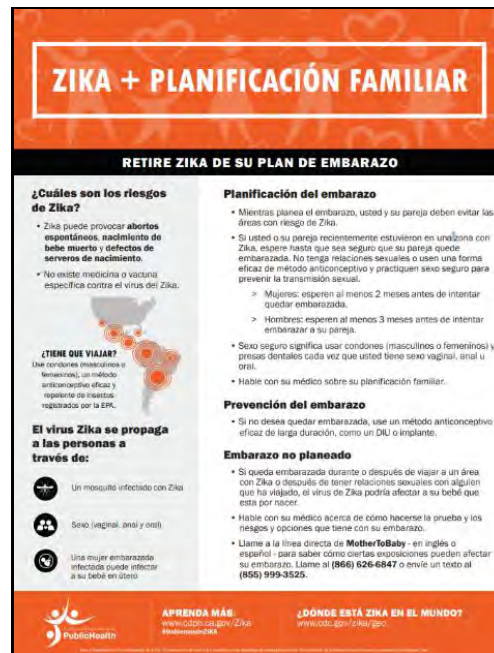 ZIKA + PLANIFICACIÓN FAMILIAR
RETIRE ZIKA DE SU PLAN DE EMBARAZO
¿Cuáles son los riesgos
de Zika?
• Zika puede provocar abortos
espontáneos, nacimiento de
bebe muerto y defectos de
serveros de nacimiento.
• No existe medicina o vacuna
específica contra el virus del Zika.
¿TIENE QUE VIAJAR?
Use condones (masculinos o
femeninos), un método
anticonceptivo eficaz y
repelente de insectos
registrados por la EPA.
El virus Zika se propaga
a las personas a
través de:
Un mosquito infectado con Zika
Sexo (vaginal, anal y oral)
Una mujer embarazada
infectada puede infectar
a su bebé en útero
Planificación del embarazo
• Mientras planea el embarazo, usted y su pareja deben evitar las
áreas con riesgo de Zika.
• Si usted o su pareja recientemente estuvieron en una zona con
Zika, espere hasta que sea seguro que su pareja quede
embarazada. No tenga relaciones sexuales o usen una forma
eficaz de método anticonceptivo y practiquen sexo seguro para
prevenir la transmisión sexual.
> Mujeres: esperen al menos 2 meses antes de intentar
quedar embarazada.
> Hombres: esperen al menos 3 meses antes de intentar
embarazar a su pareja.
• Sexo seguro significa usar condones (masculinos o femeninos) y
presas dentales cada vez que usted tiene sexo vaginal, anal u
oral.
• Hable con su médico sobre su planificación familiar.
Prevención del embarazo
• Si no desea quedar embarazada, use un método anticonceptivo
eficaz de larga duración, como un DIU o implante.
Embarazo no planeado
• Si queda embarazada durante o después de viajar a un área
con Zika o después de tener relaciones sexuales con alguien
que ha viajado, el virus de Zika podría afectar a su bebé que
esta por nacer.
• Hable con su médico acerca de cómo hacerse la prueba y los
riesgos y opciones que tiene con su embarazo.
• Llame a la línea directa de MotherToBaby - en inglés o
español - para saber cómo ciertas exposiciones pueden afectar
su embarazo. Llame al (866) 626-6847 o envíe un texto al
(855) 999-3525.
PublicHealth
APRENDA MÁS:
www.cdph.ca.gov/Zika
¿DÓNDE ESTÁ ZIKA EN EL MUNDO?
www.cdc.gov/zika/geo